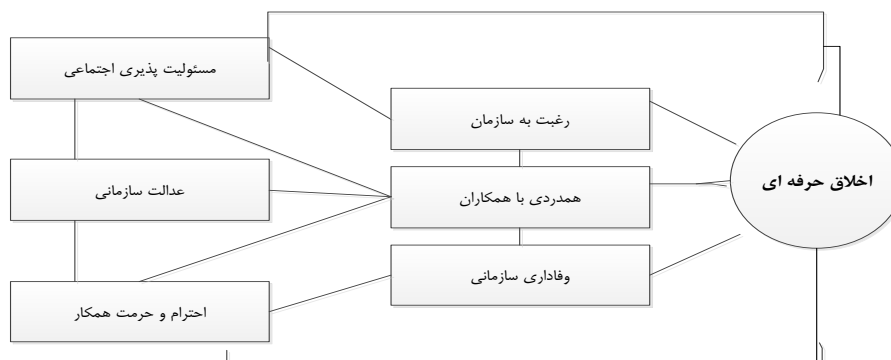 مسئولیت پذیری اجتماعی
رغبت به سازمان
اخلاق حرفه ای
عدالت سازمانی
همدردی با همکاران
وفاداری سازمانی
احترام و حرمت همکار